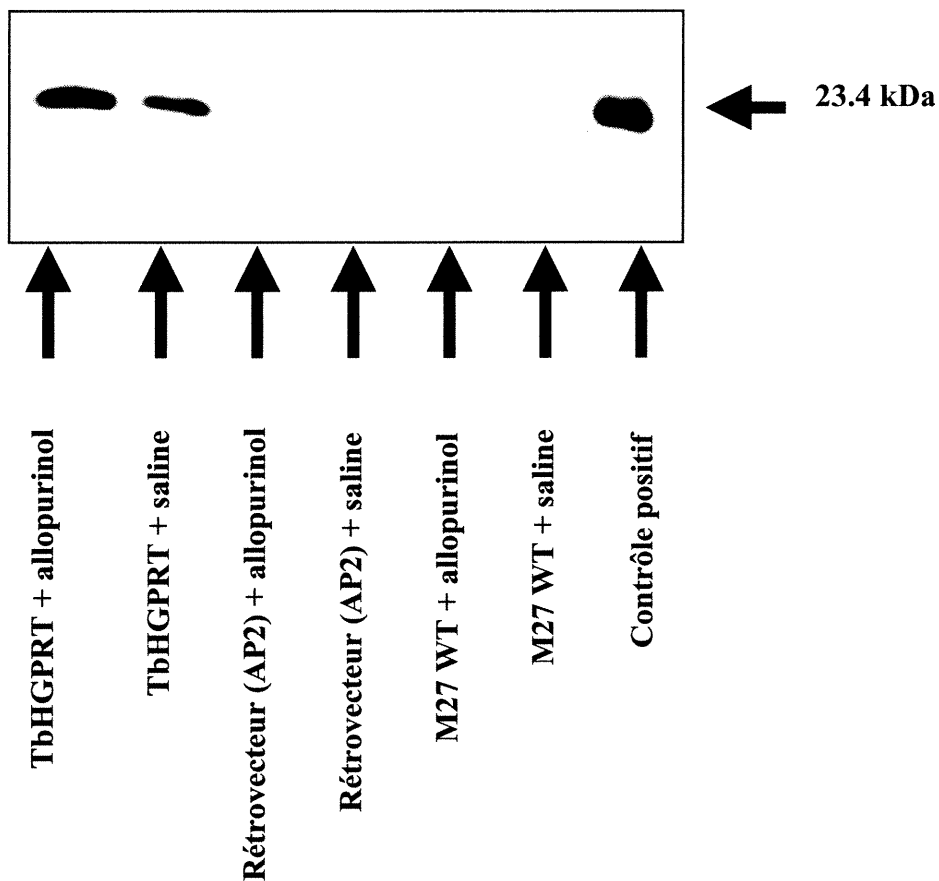 23.4 kDa
TbHGPRT + allopurinol
TbHGPRT + saline
Rétrovecteur (AP2) + allopurinol
Rétrovecteur (AP2) + saline
M27 WT + allopurinol
M27 WT + saline
Contrôle positif